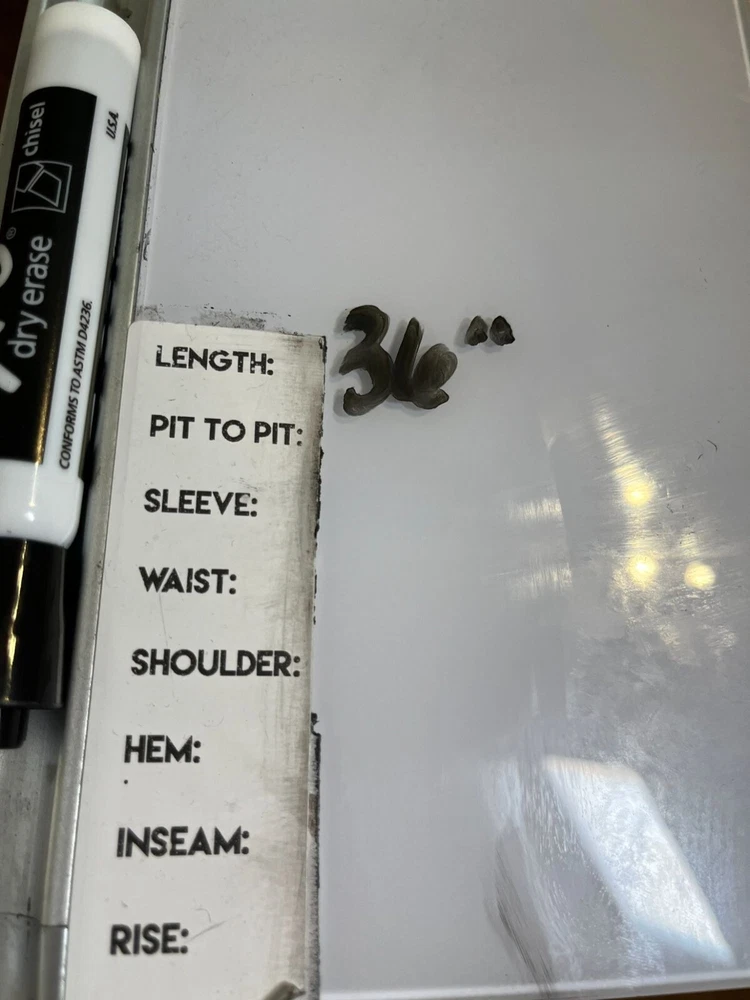 chisel
USA
dry erase
CONFORMS TO ASTM D4236.
LENGTH: 36"
PIT TO PIT:
SLEEVE:
WAIST:
SHOULDER:
HEM:
INSEAM:
RISE: